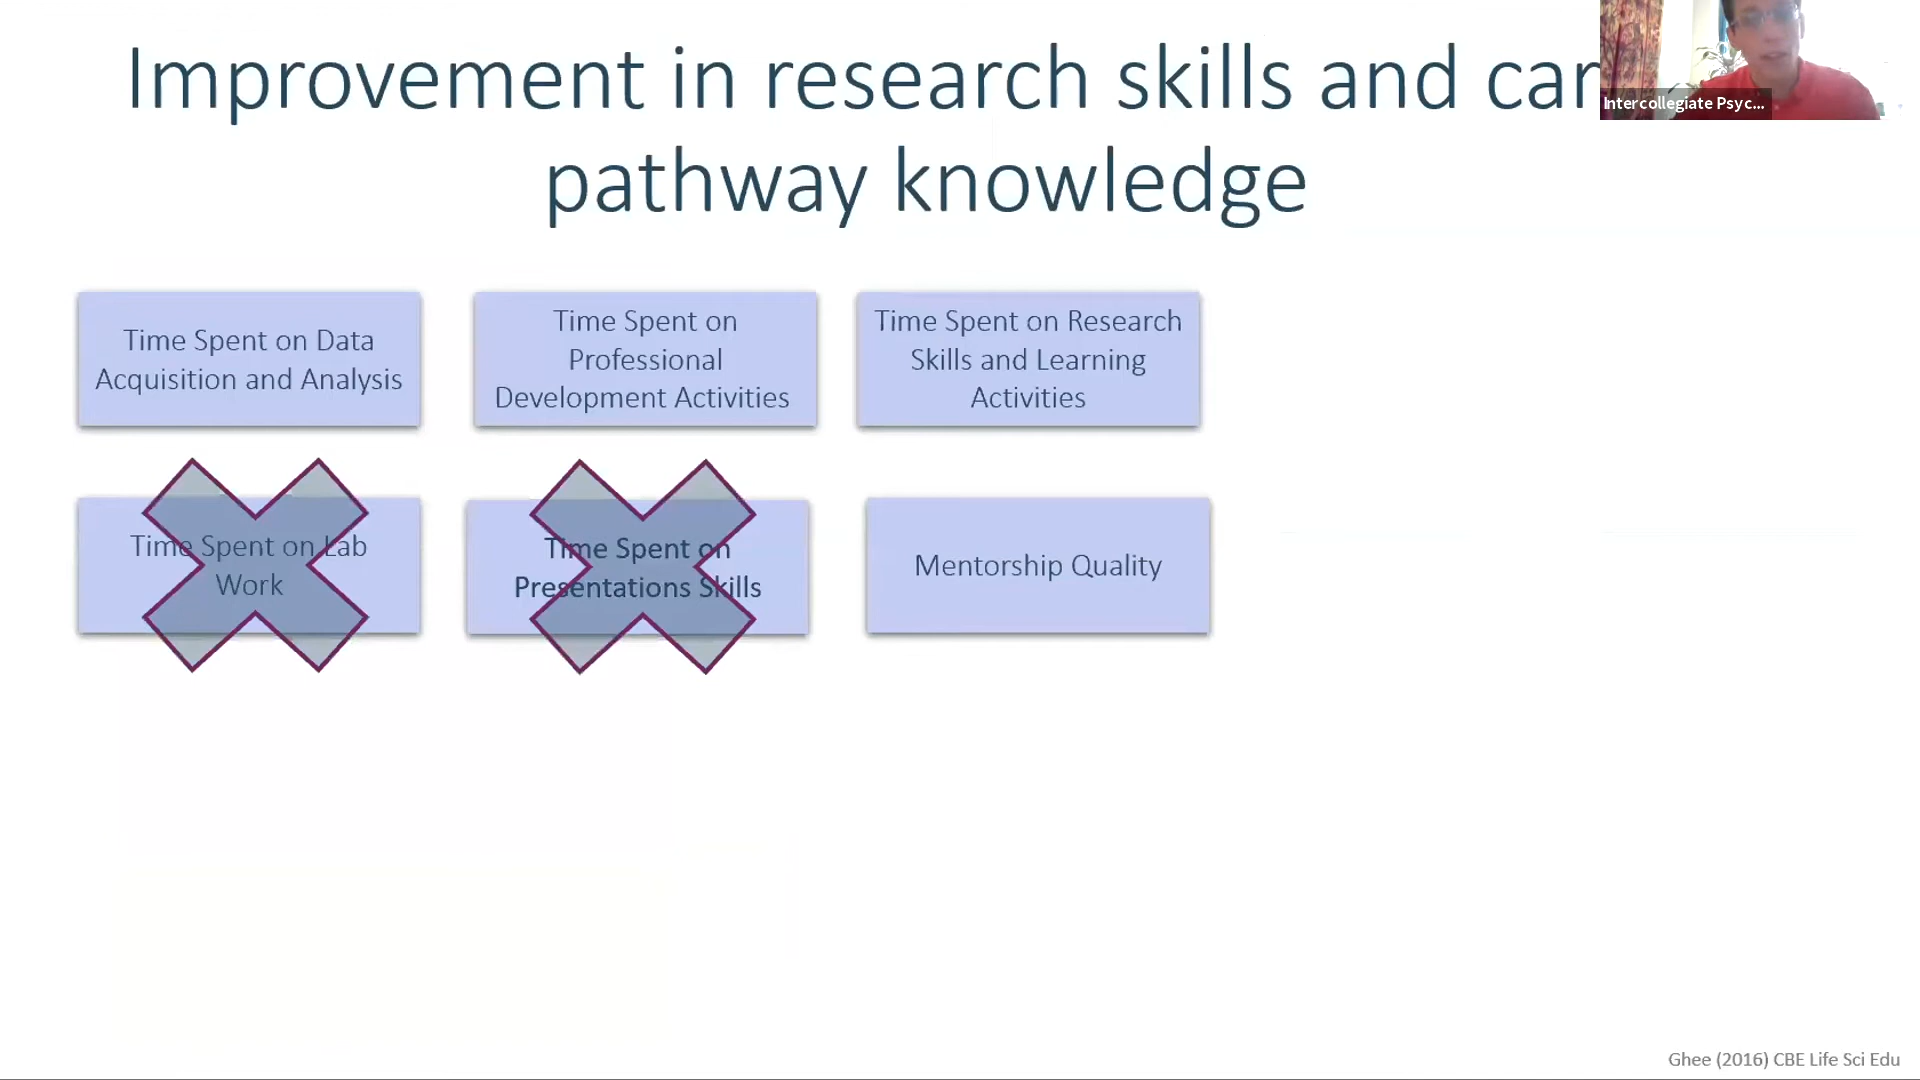 Improvement in research skills and car
pathway knowledge
Intercollegiate Psyc...
Time Spent on Data
Acquisition and Analysis
Time Spent on
Professional
Development Activities
Time Spent on Research
Skills and Learning
Activities
Time Spent on Lab
Work
Time Spent on
Presentations Skills
Mentorship Quality
Ghee (2016) CBE Life Sci Edu